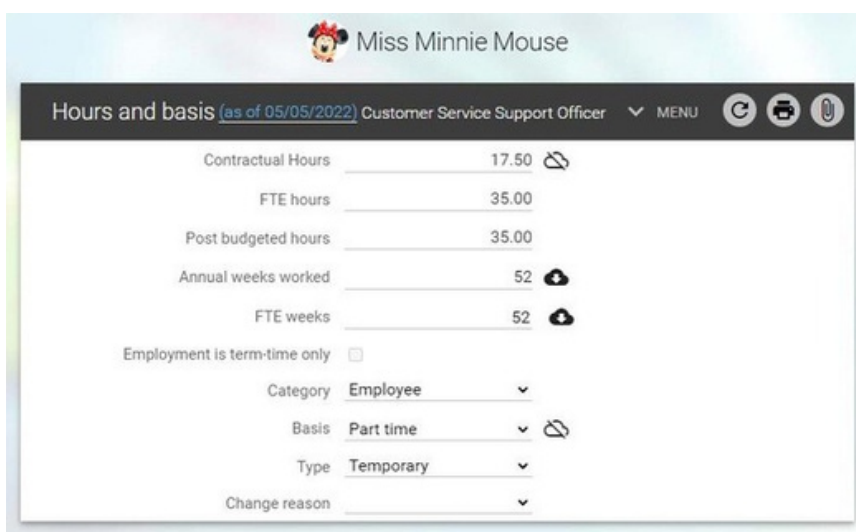 Miss Minnie Mouse
Hours and basis (as of 05/05/2022) Customer Service Support Officer MENU
Contractual Hours 17.50
FTE hours 35.00
Post budgeted hours 35.00
Annual weeks worked 52
FTE weeks 52
Employment is term-time only
Category Employee
Basis Part time
Type Temporary
Change reason